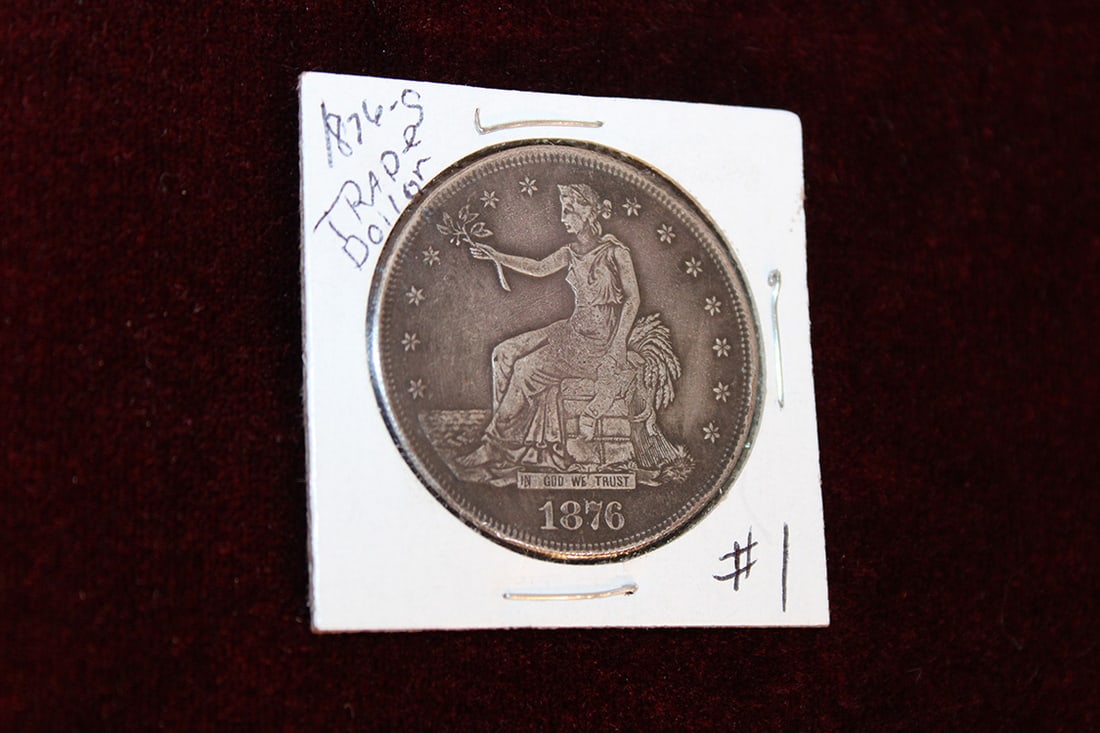 1876-S
TRADe
Dollar
IN GOD WE TRUST
1876
#1